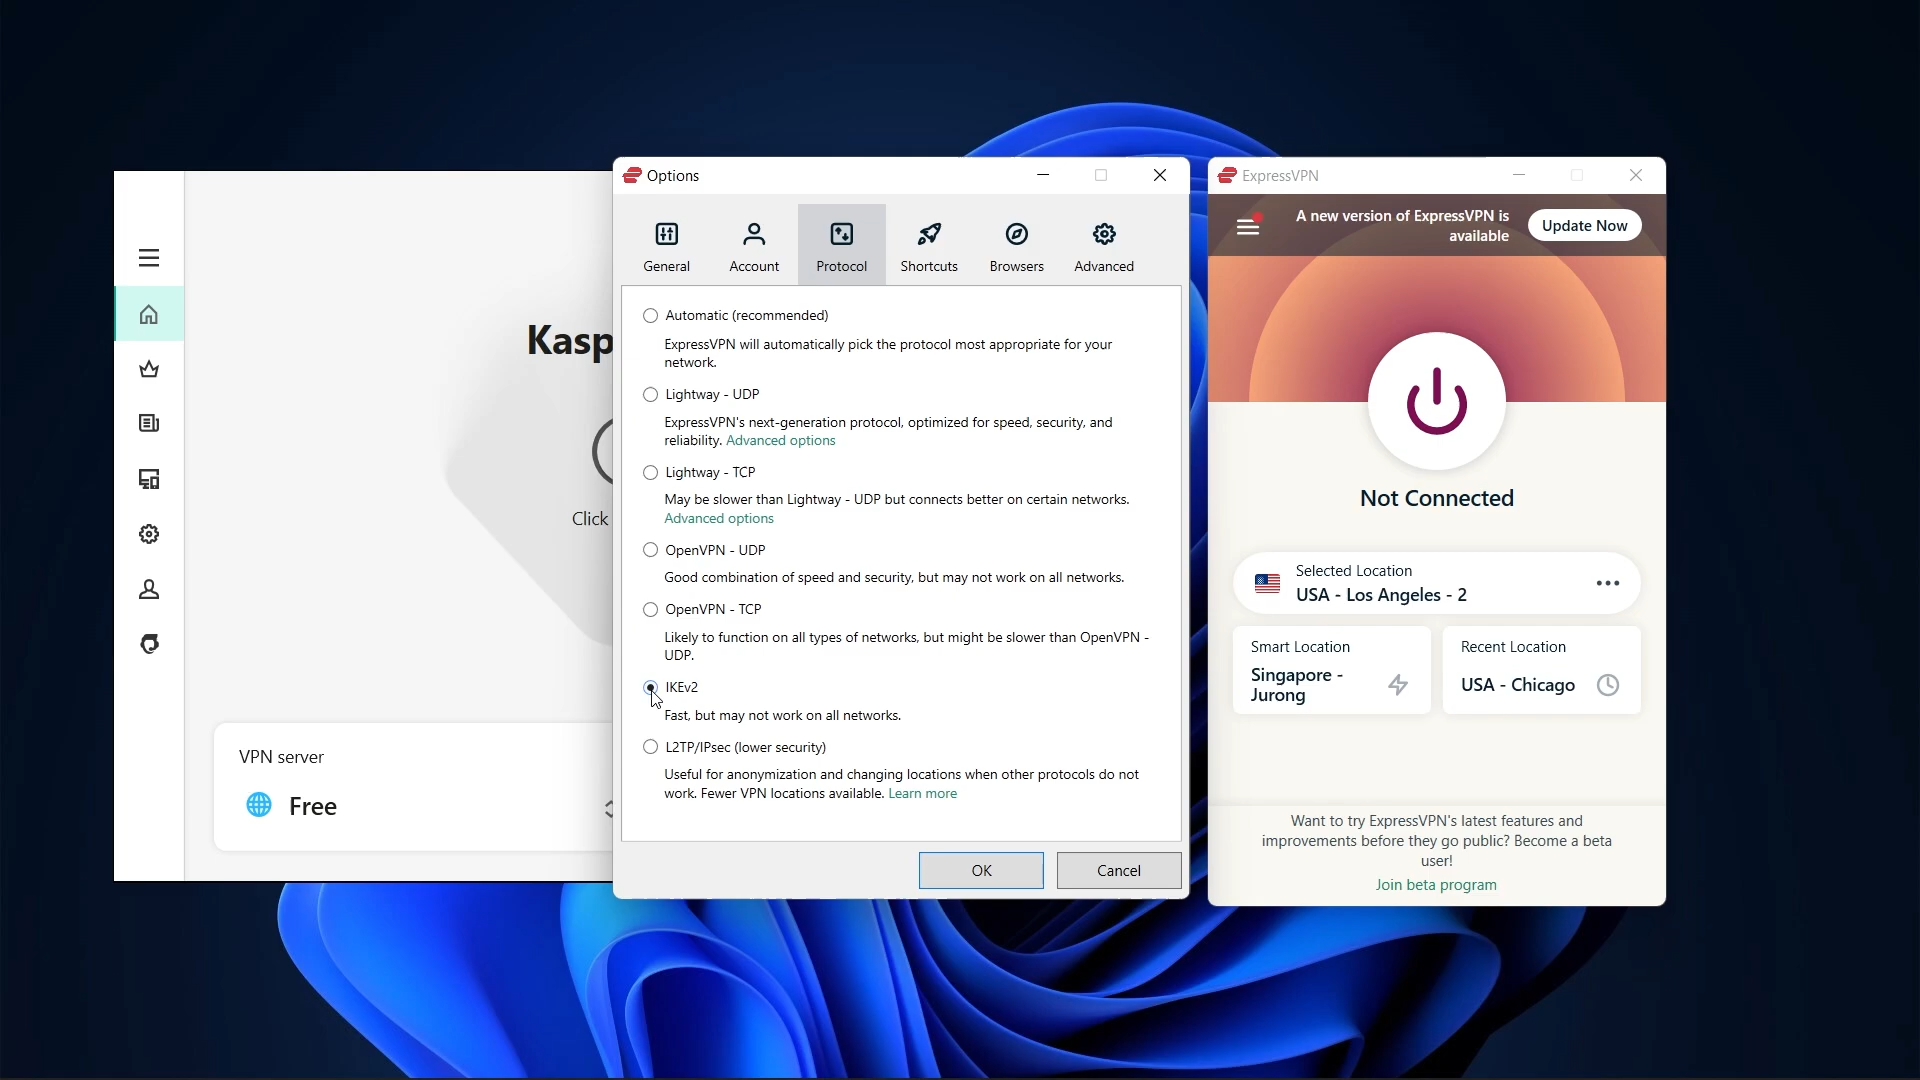 Kasp
Click
VPN server
Free
Options
General
Account
Protocol
Shortcuts
Browsers
Advanced
Automatic (recommended)
ExpressVPN will automatically pick the protocol most appropriate for your
network.
Lightway - UDP
ExpressVPN's next-generation protocol, optimized for speed, security, and
reliability. Advanced options
Lightway - TCP
May be slower than Lightway - UDP but connects better on certain networks.
Advanced options
OpenVPN - UDP
Good combination of speed and security, but may not work on all networks.
OpenVPN - TCP
Likely to function on all types of networks, but might be slower than OpenVPN -
UDP.
IKEv2
Fast, but may not work on all networks.
L2TP/IPsec (lower security)
Useful for anonymization and changing locations when other protocols do not
work. Fewer VPN locations available. Learn more
OK
Cancel
ExpressVPN
A new version of ExpressVPN is
available
Update Now
Not Connected
Selected Location
USA - Los Angeles - 2
Smart Location
Singapore -
Jurong
Recent Location
USA - Chicago
Want to try ExpressVPN's latest features and
improvements before they go public? Become a beta
user!
Join beta program